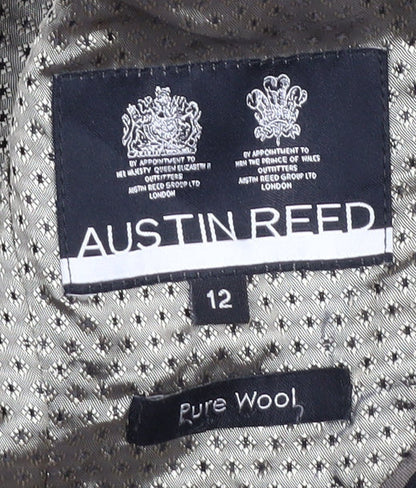 BY APPOINTMENT TO
HER MAJESTY QUEEN ELIZABETH II
OUTFITTERS
AUSTIN REED GROUP LTD
LONDON
BY APPOINTMENT TO
HRH THE PRINCE OF WALES
OUTFITTERS
AUSTIN REED GROUP LTD
LONDON
AUSTIN REED
12
Pure Wool